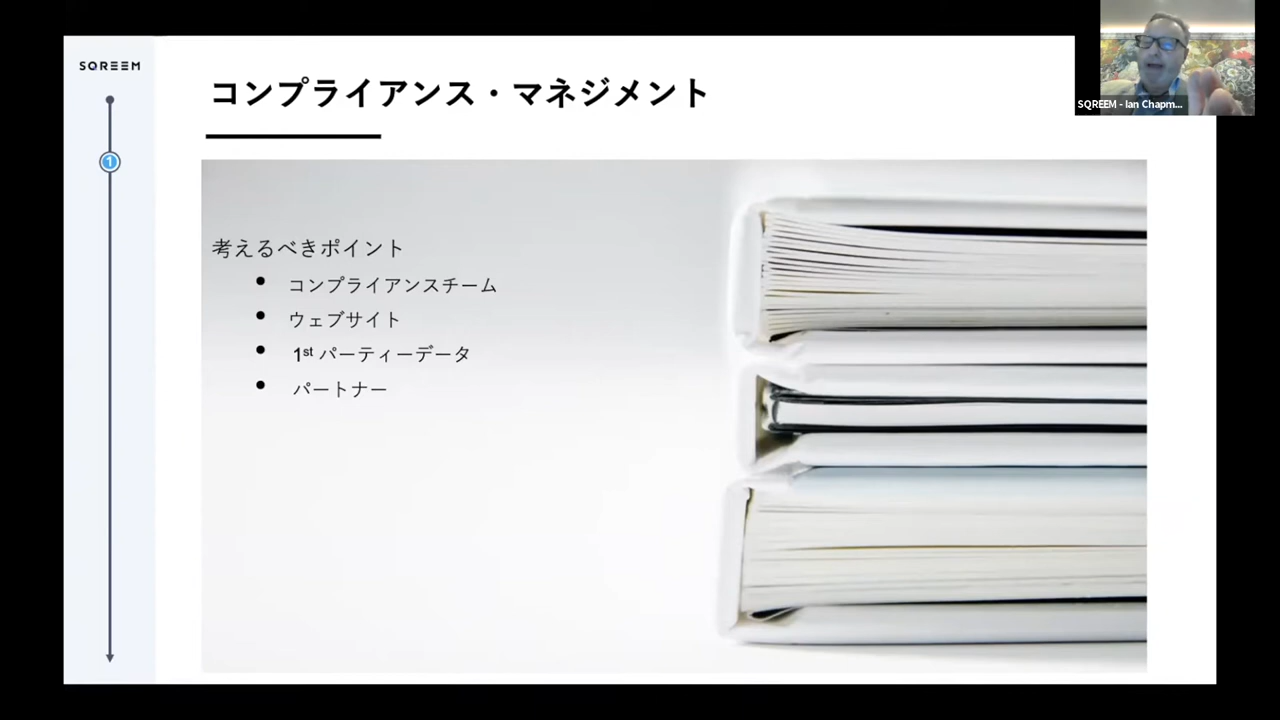 SQREEM
コンプライアンス・マネジメント
SQREEM - Ian Chapm...
1
考えるべきポイント
• コンプライアンスチーム
• ウェブサイト
• 1st パーティーデータ
• パートナー